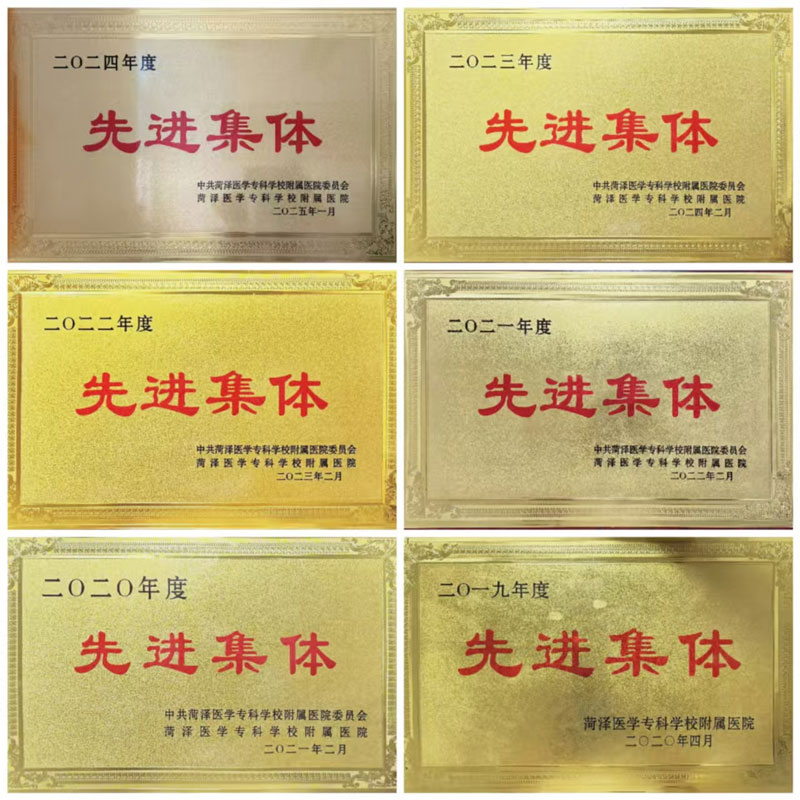 二〇二四年度
先进集体
中共菏泽医学专科学校附属医院委员会
菏泽医学专科学校附属医院
二〇二五年一月
二〇二三年度
先进集体
中共菏泽医学专科学校附属医院委员会
菏泽医学专科学校附属医院
二〇二四年二月
二〇二二年度
先进集体
中共菏泽医学专科学校附属医院委员会
菏泽医学专科学校附属医院
二〇二三年二月
二〇二一年度
先进集体
中共菏泽医学专科学校附属医院委员会
菏泽医学专科学校附属医院
二〇二二年二月
二〇二〇年度
先进集体
中共菏泽医学专科学校附属医院委员会
菏泽医学专科学校附属医院
二〇二一年二月
二〇一九年度
先进集体
菏泽医学专科学校附属医院
二〇二〇年四月